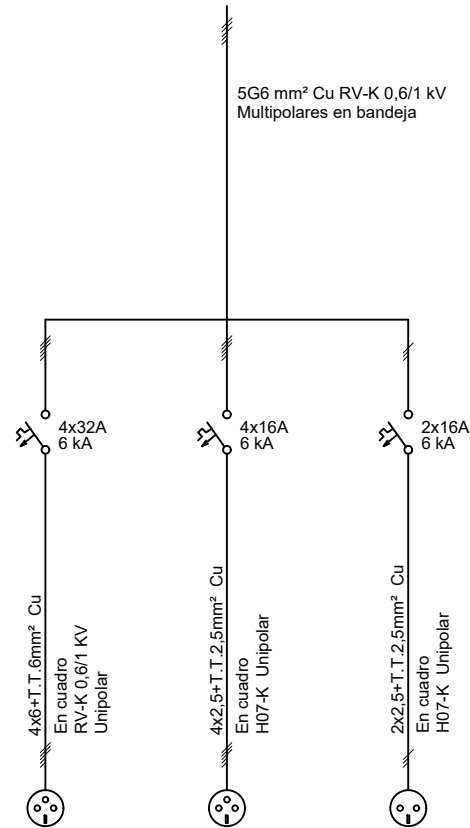 5G6 mm² Cu RV-K 0,6/1 kV
Multipolares en bandeja
4x32A
6 kA
4x16A
6 kA
2x16A
6 kA
4x6+T.T.6mm² Cu
En cuadro
RV-K 0,6/1 KV
Unipolar
4x2,5+T.T.2,5mm² Cu
En cuadro
H07-K Unipolar
2x2,5+T.T.2,5mm² Cu
En cuadro
H07-K Unipolar